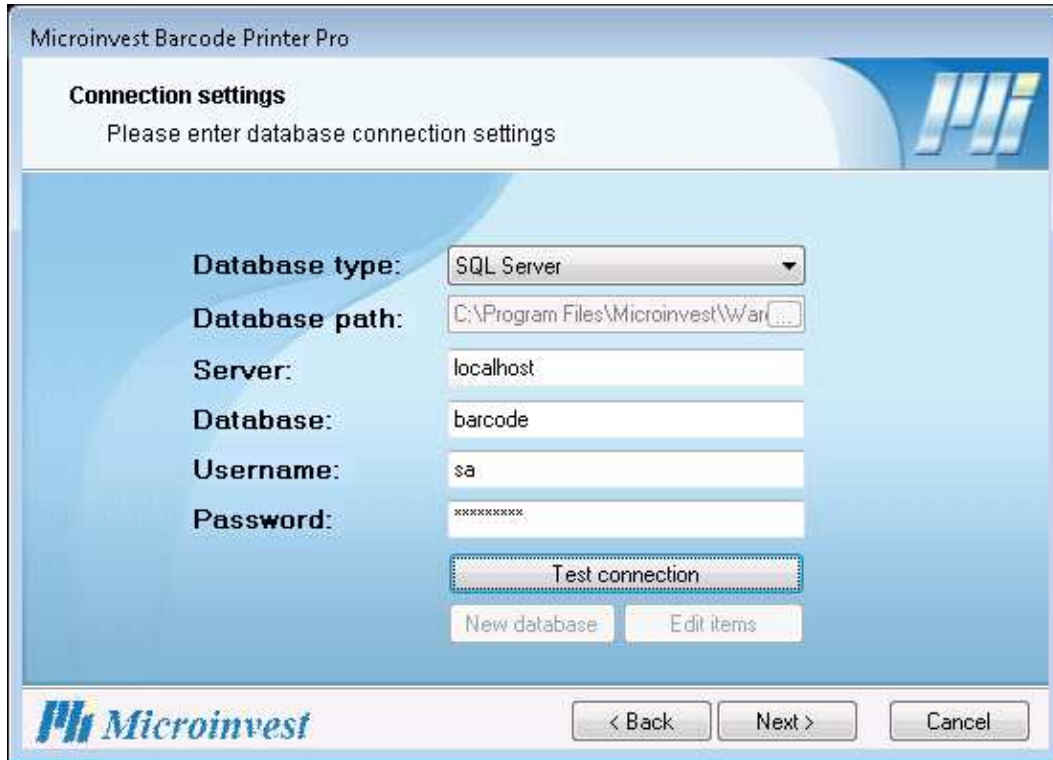 Microinvest Barcode Printer Pro
Connection settings
Please enter database connection settings
Database type: SQL Server
Database path: C:\Program Files\Microinvest\War ...
Server: localhost
Database: barcode
Username: sa
Password: *********
Test connection
New database Edit items
Microinvest < Back Next > Cancel